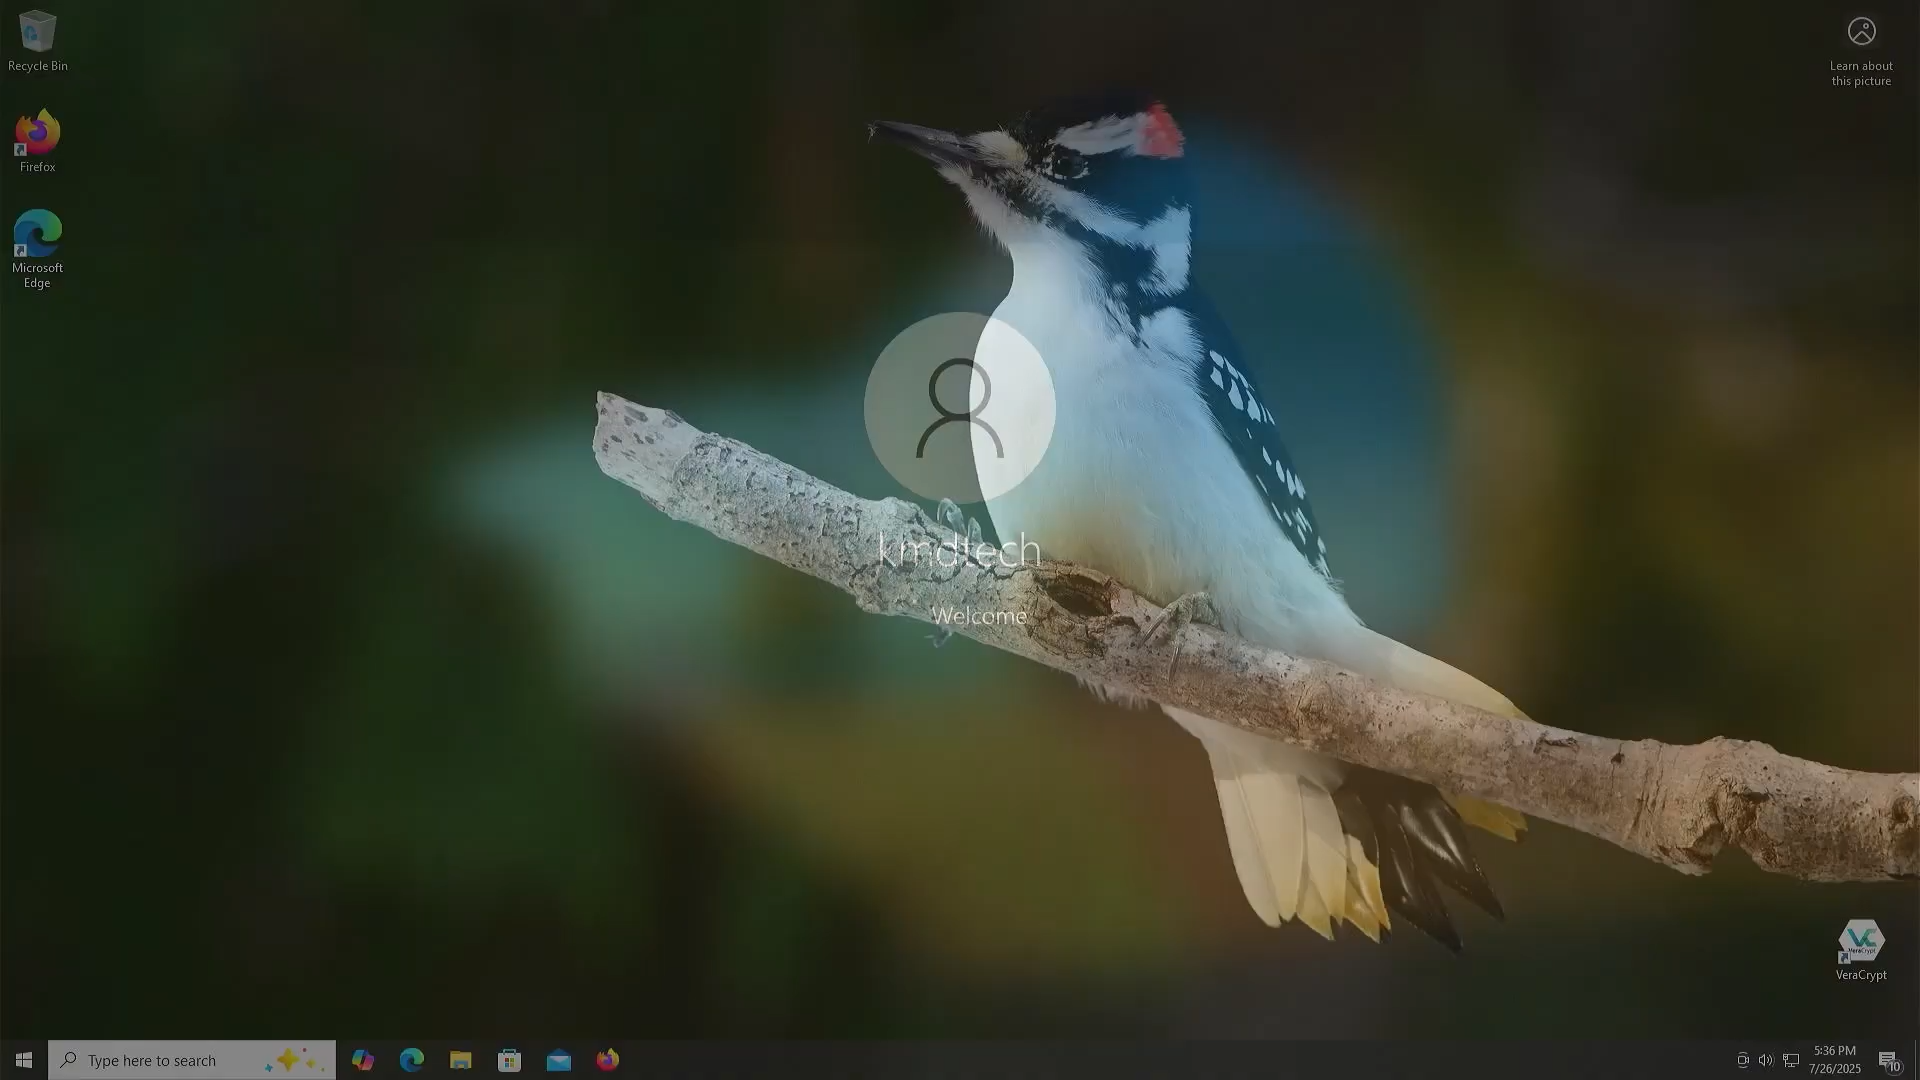 Recycle Bin
Learn about
this picture
Firefox
Microsoft
Edge
kmdtech
Welcome
VeraCrypt
VeraCrypt
Type here to search
5:36 PM
7/26/2025
10